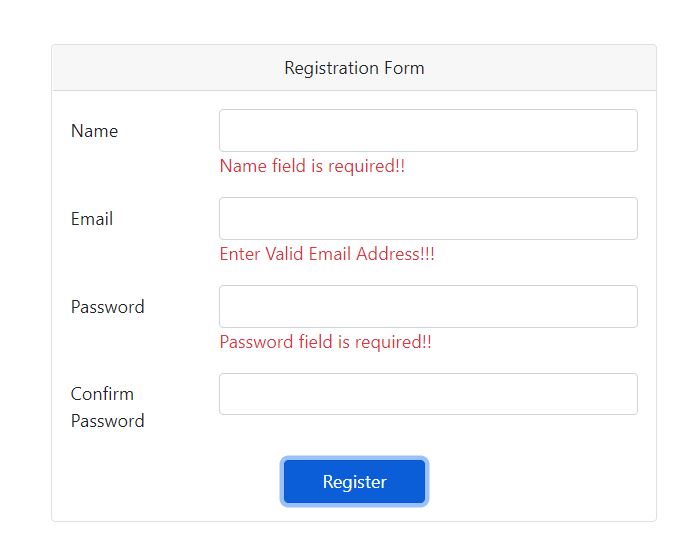 Registration Form
Name
Name field is required!!
Email
Enter Valid Email Address!!!
Password
Password field is required!!
Confirm
Password
Register